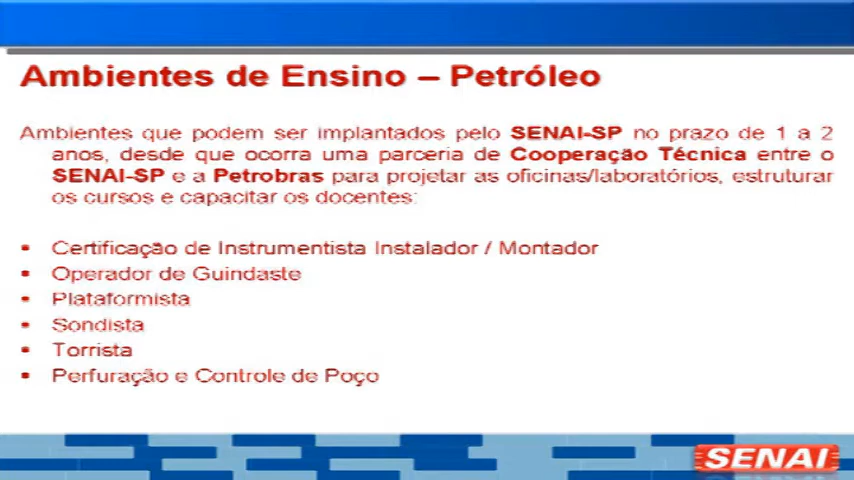 Ambientes de Ensino – Petróleo
Ambientes que podem ser implantados pelo SENAI-SP no prazo de 1 a 2
anos, desde que ocorra uma parceria de Cooperação Técnica entre o
SENAI-SP e a Petrobras para projetar as oficinas/laboratórios, estruturar
os cursos e capacitar os docentes:
▪ Certificação de Instrumentista Instalador / Montador
▪ Operador de Guindaste
▪ Plataformista
▪ Sondista
▪ Torrista
▪ Perfuração e Controle de Poço
SENAI